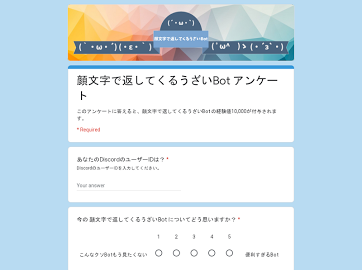 (´・ω・`)
(´・ω・`)(・ε・`)
顔文字で返してくるうざいBot
(´・ω・`)
顔文字で返してくるうざいBot アンケー
ト
このアンケートに答えると、顔文字で返してくるうざいBotの経験値10,000が付与されま
す。
* Required
あなたのDiscordのユーザーIDは？ *
DiscordのユーザーIDを入力してください。
Your answer
今の 顔文字で返してくるうざいBot についてどう思いますか？ *
1 2 3 4 5
こんなクソBotもう見たくない 便利すぎるBot